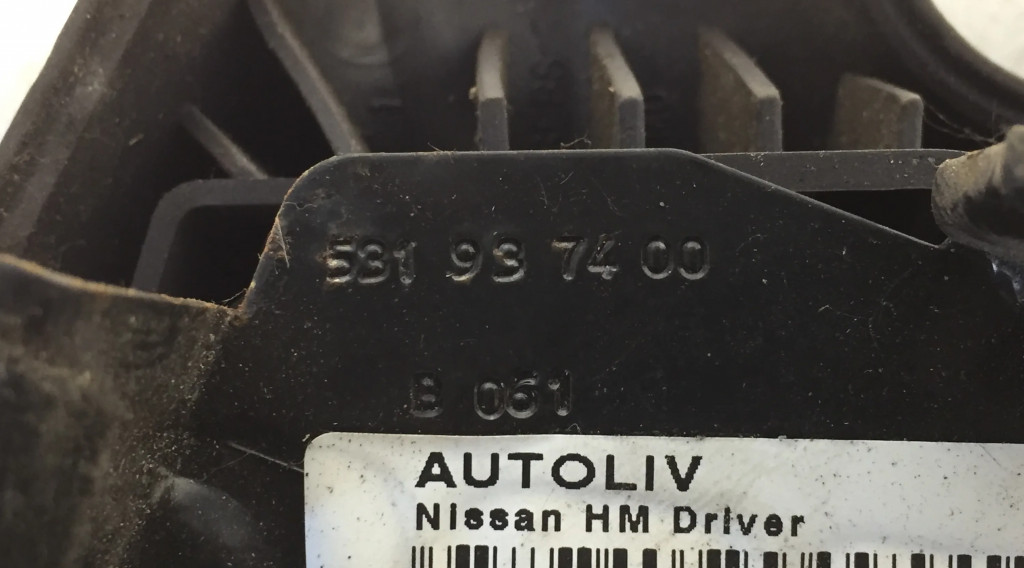 531 93 74 00
B 061
AUTOLIV
Nissan HM Driver